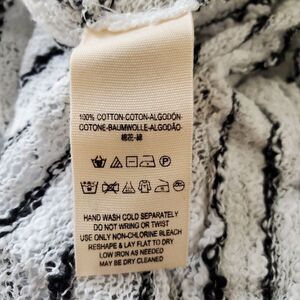 100% COTTON-COTON-ALGODÓN-
COTONE-BAUMWOLLE-ALGODÃO-
棉花-綿
HAND WASH COLD SEPARATELY
DO NOT WRING OR TWIST
USE ONLY NON-CHLORINE BLEACH
RESHAPE & LAY FLAT TO DRY
LOW IRON AS NEEDED
MAY BE DRY CLEANED